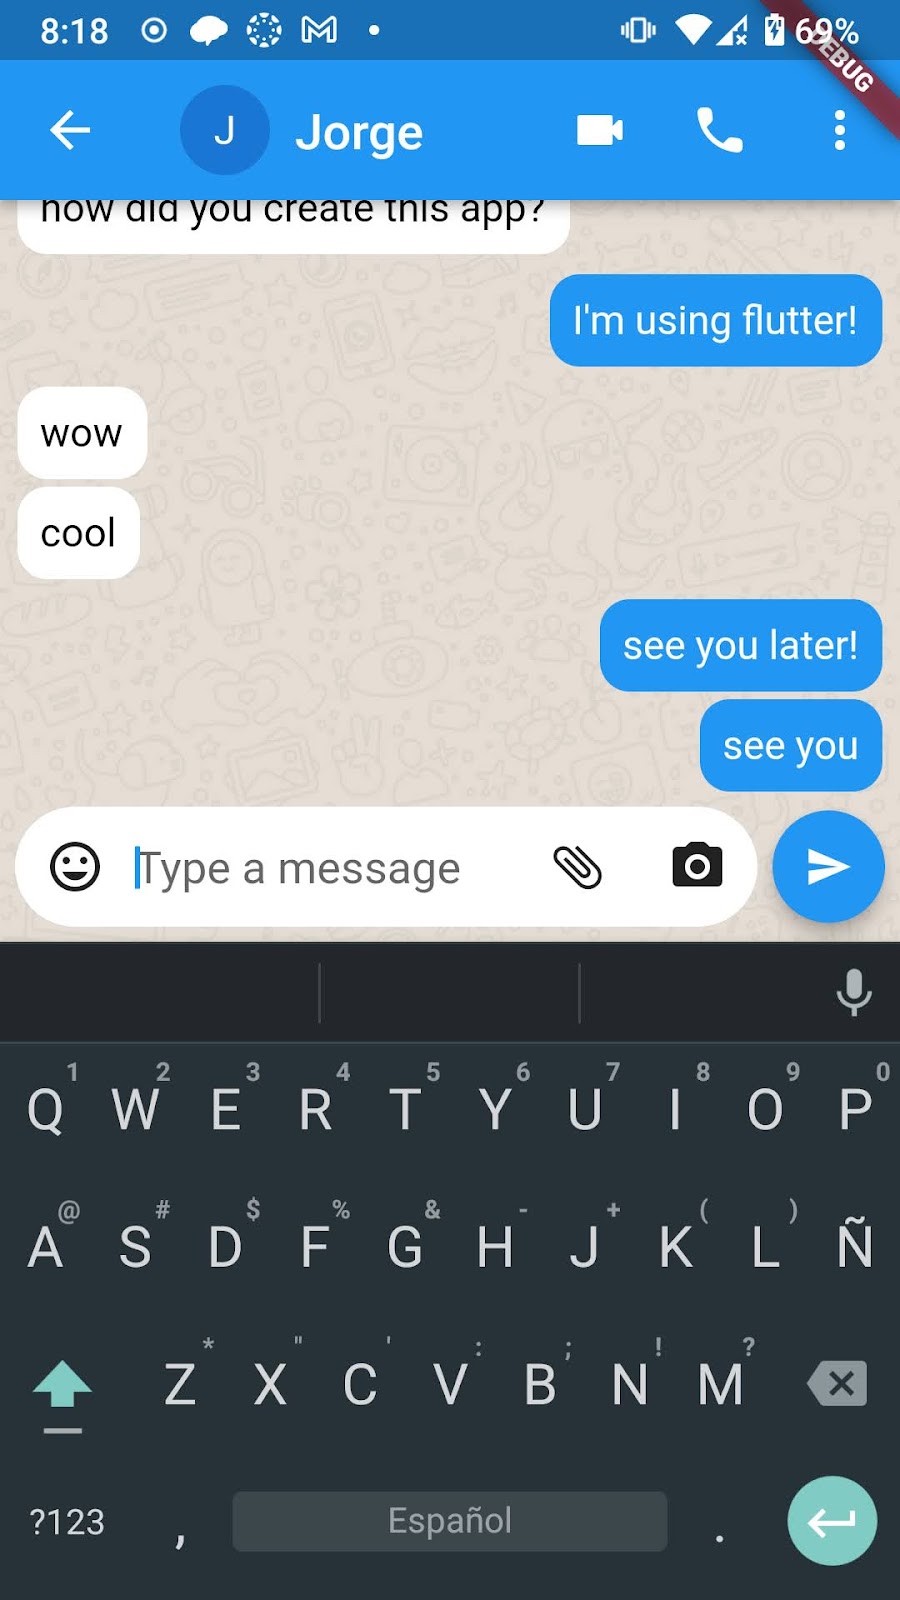 8:18
69%
DEBUG
J
Jorge
how did you create this app?
I'm using flutter!
wow
cool
see you later!
see you
Type a message
1 2 3 4 5 6 7 8 9 0
Q W E R T Y U I O P
@ # $ % & - + ( )
A S D F G H J K L Ñ
* " ' : ; ! ?
Z X C V B N M
?123 , Español .